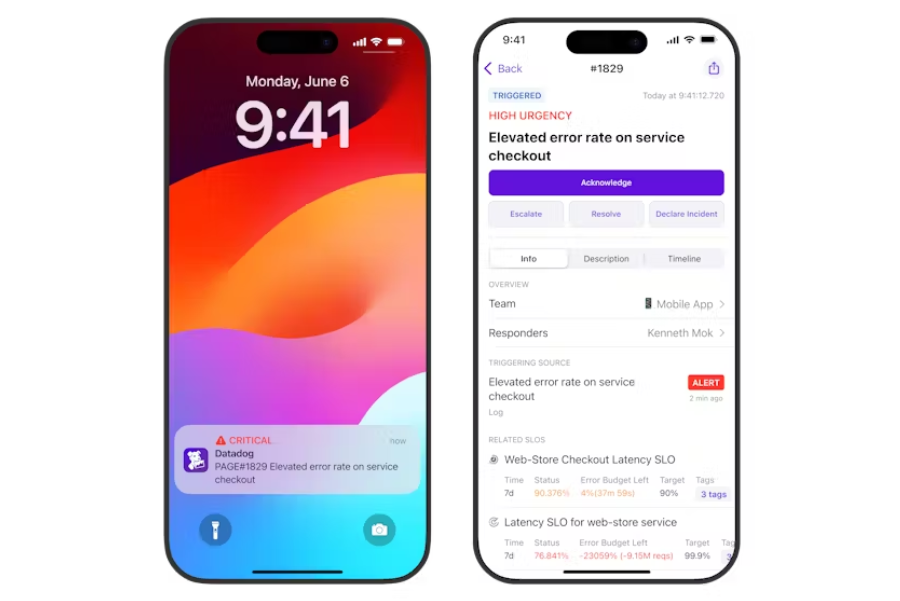 Monday, June 6
9:41
CRITICAL
now
Datadog
PAGE#1829 Elevated error rate on service
checkout
9:41
Back
#1829
TRIGGERED
Today at 9:41:12.720
HIGH URGENCY
Elevated error rate on service
checkout
Acknowledge
Escalate
Resolve
Declare Incident
Info
Description
Timeline
OVERVIEW
Team
Mobile App
Responders
Kenneth Mok
TRIGGERING SOURCE
Elevated error rate on service
checkout
ALERT
2 min ago
Log
RELATED SLOS
Web-Store Checkout Latency SLO
Time Status Error Budget Left Target Tags
7d 90.376% 4%(37m 59s) 90% 3 tags
Latency SLO for web-store service
Time Status Error Budget Left Target Tag
7d 76.841% -23059% (-9.15M reqs) 99.9% 3